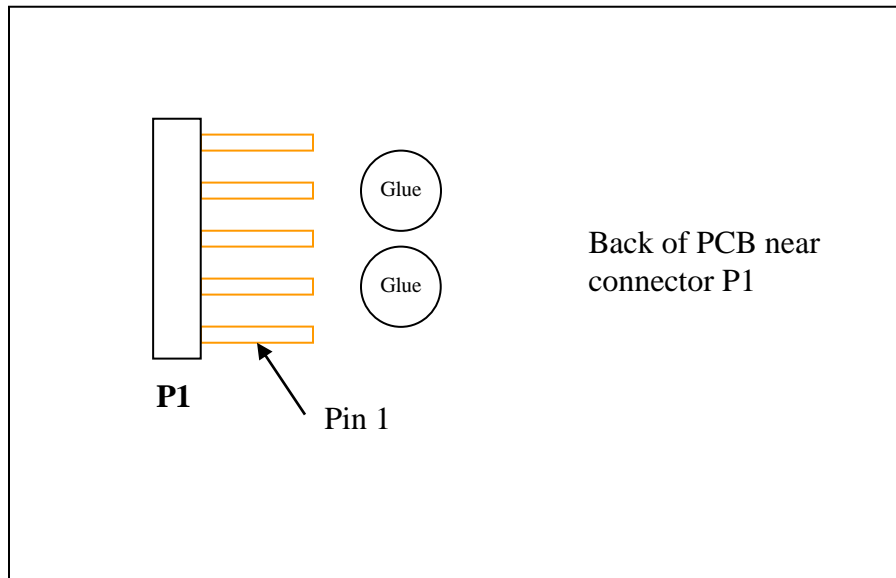 Glue
Glue
Back of PCB near
connector P1
P1
Pin 1